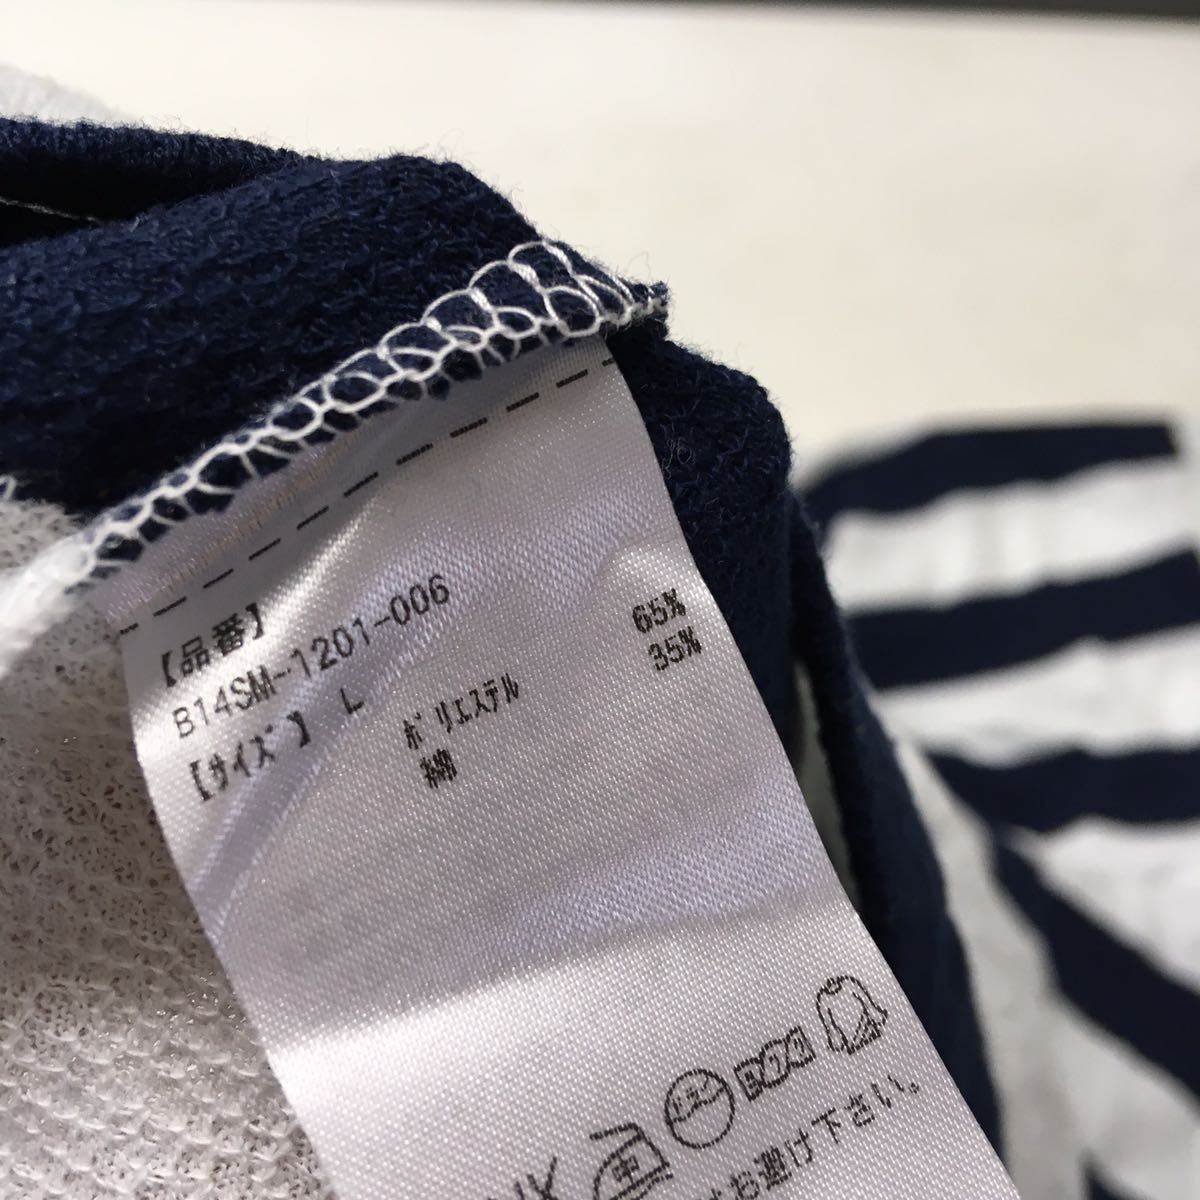 【品番】
B14SM-1201-006
【サイズ】 L
ポリエステル 65%
綿 35%
中
お避け下さい。